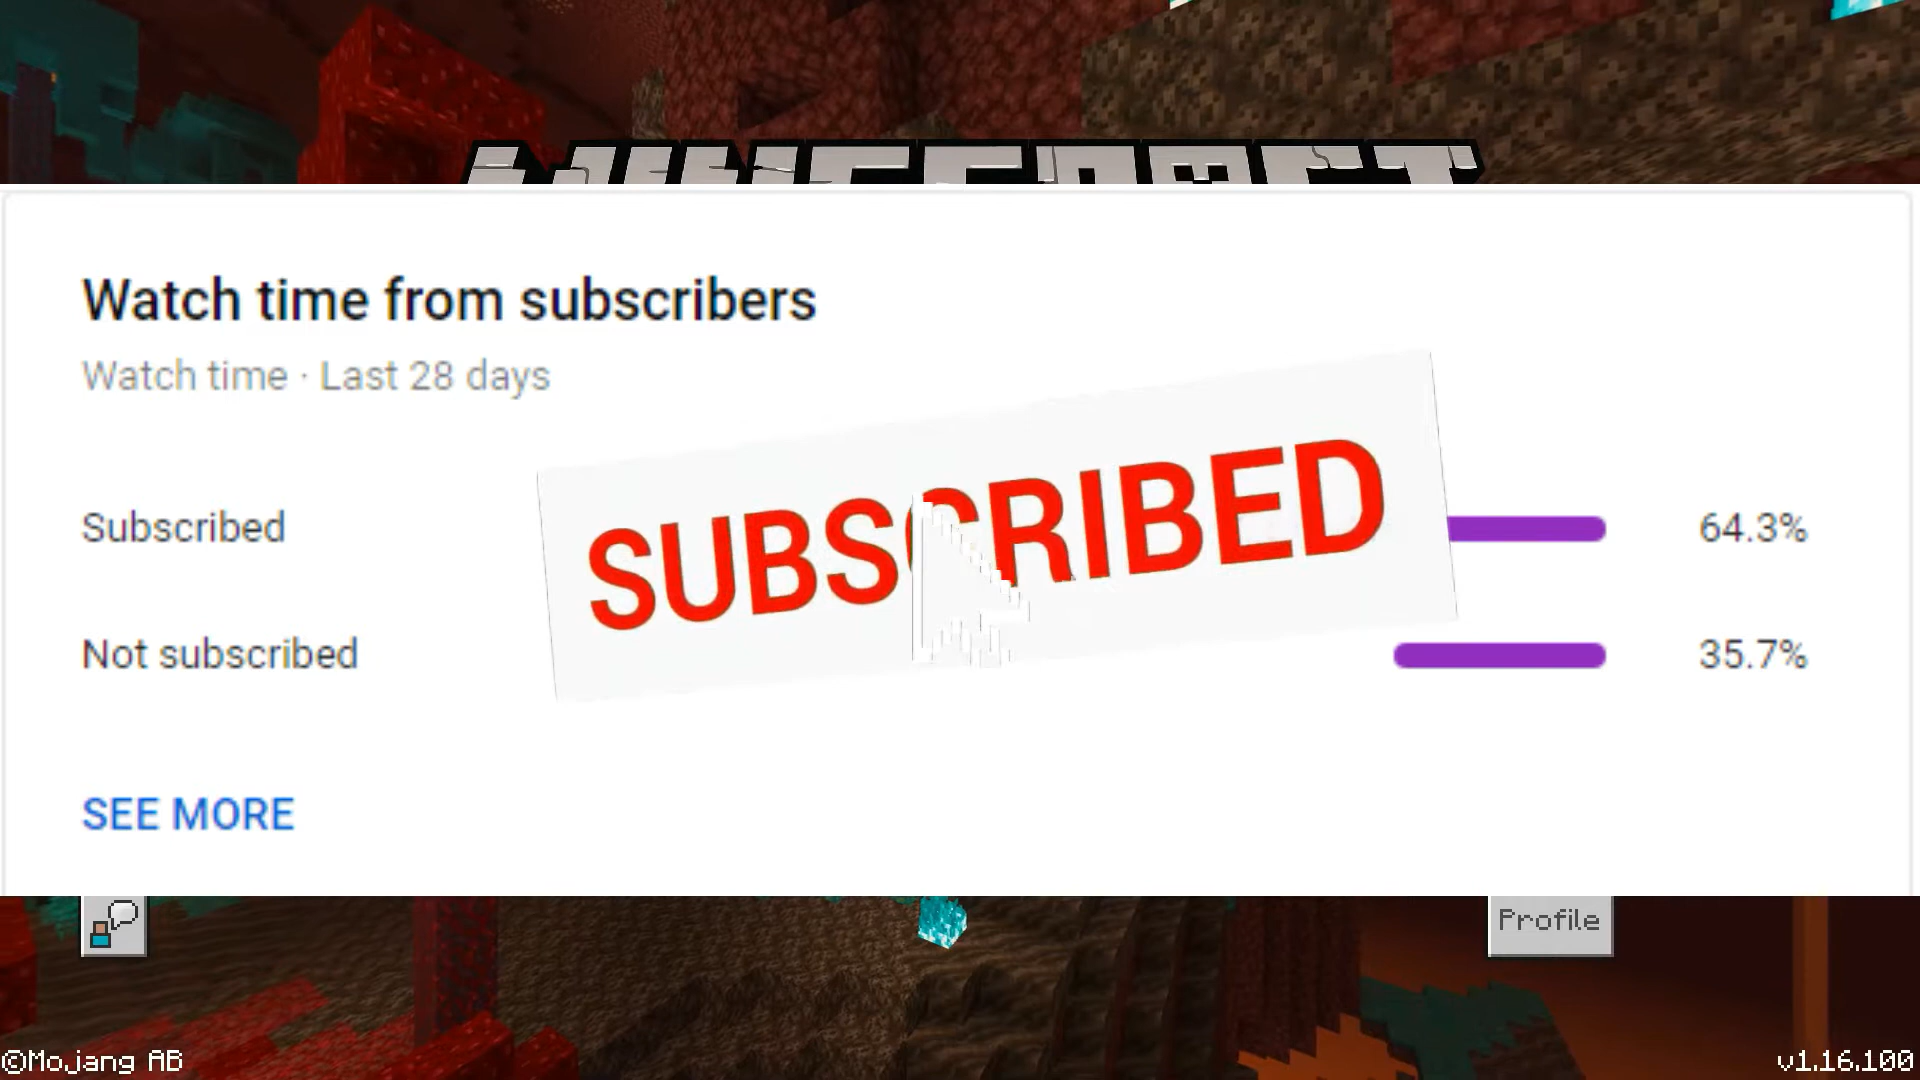 MINECRAFT
Watch time from subscribers
Watch time · Last 28 days
SUBSCRIBED
Subscribed
64.3%
Not subscribed
35.7%
SEE MORE
Profile
©Mojang AB
v1.16.100